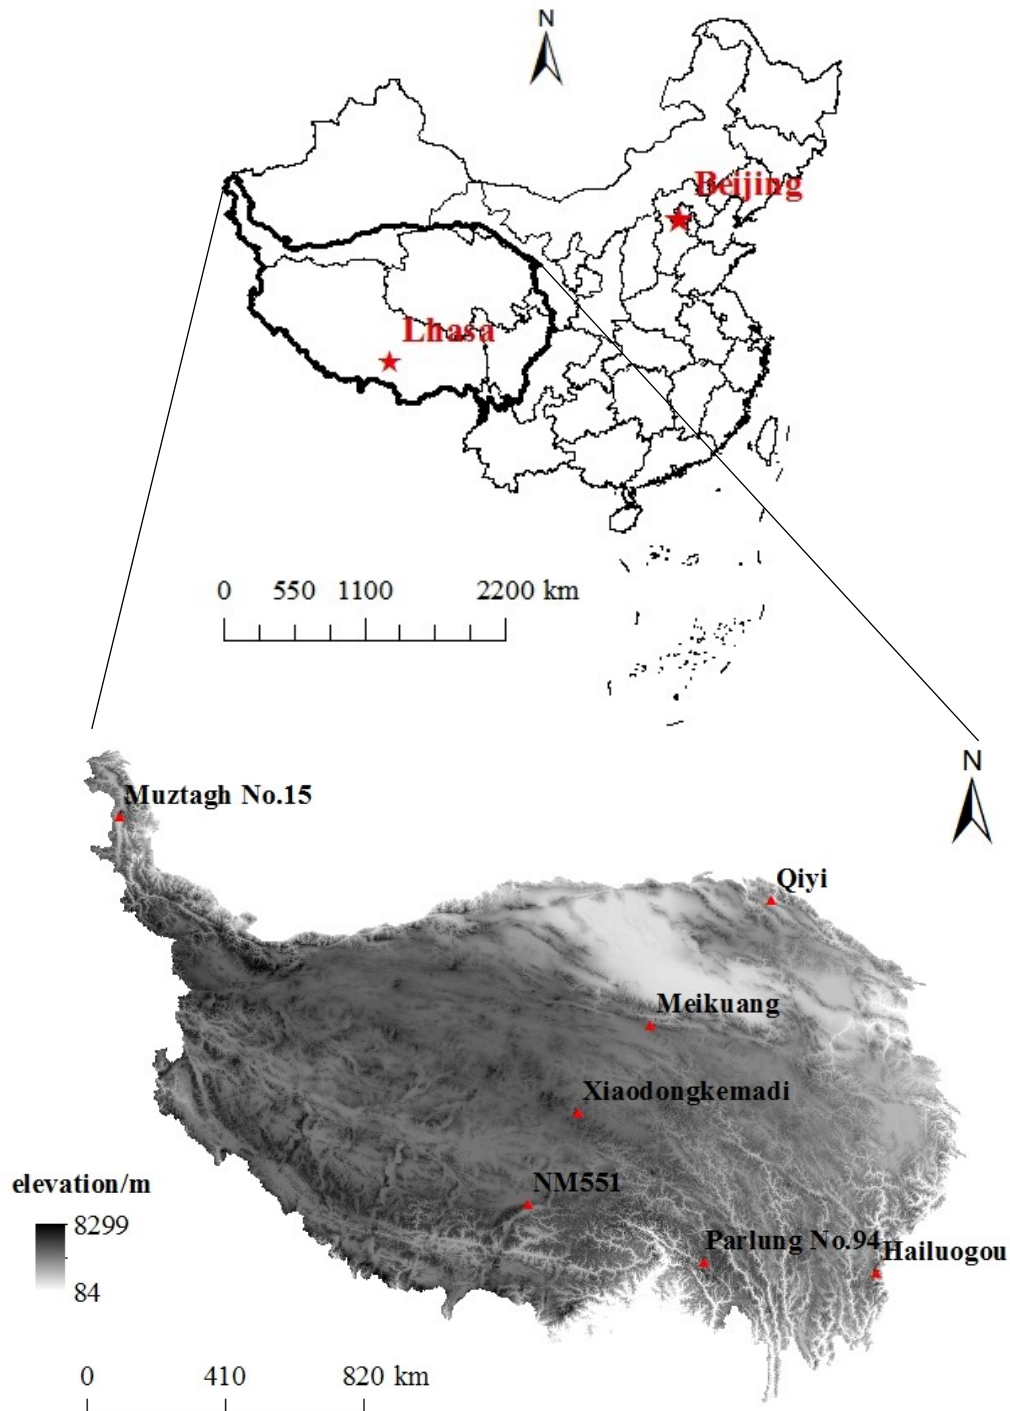 N
Beijing
Lhasa
0 550 1100 2200 km
N
Muztagh No.15
Qiyi
Meikuang
Xiaodongkemadi
NM551
Parlung No.94
Hailuogou
elevation/m
8299
84
0 410 820 km